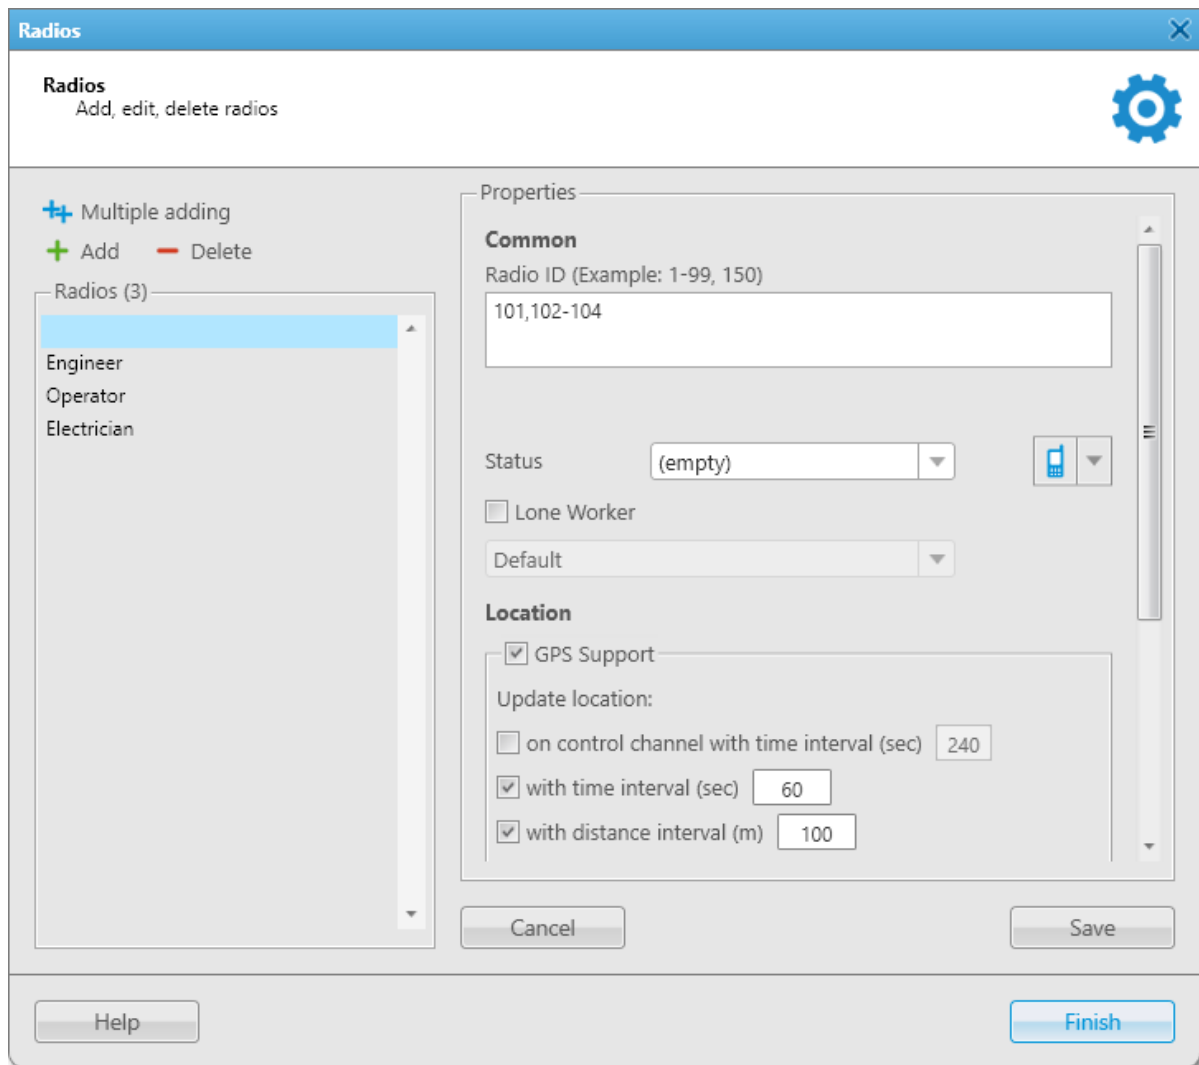 Radios
Radios
Add, edit, delete radios
Multiple adding
Add Delete
Radios (3)
Engineer
Operator
Electrician
Properties
Common
Radio ID (Example: 1-99, 150)
101,102-104
Status (empty)
Lone Worker
Default
Location
GPS Support
Update location:
on control channel with time interval (sec) 240
with time interval (sec) 60
with distance interval (m) 100
Cancel Save
Help Finish